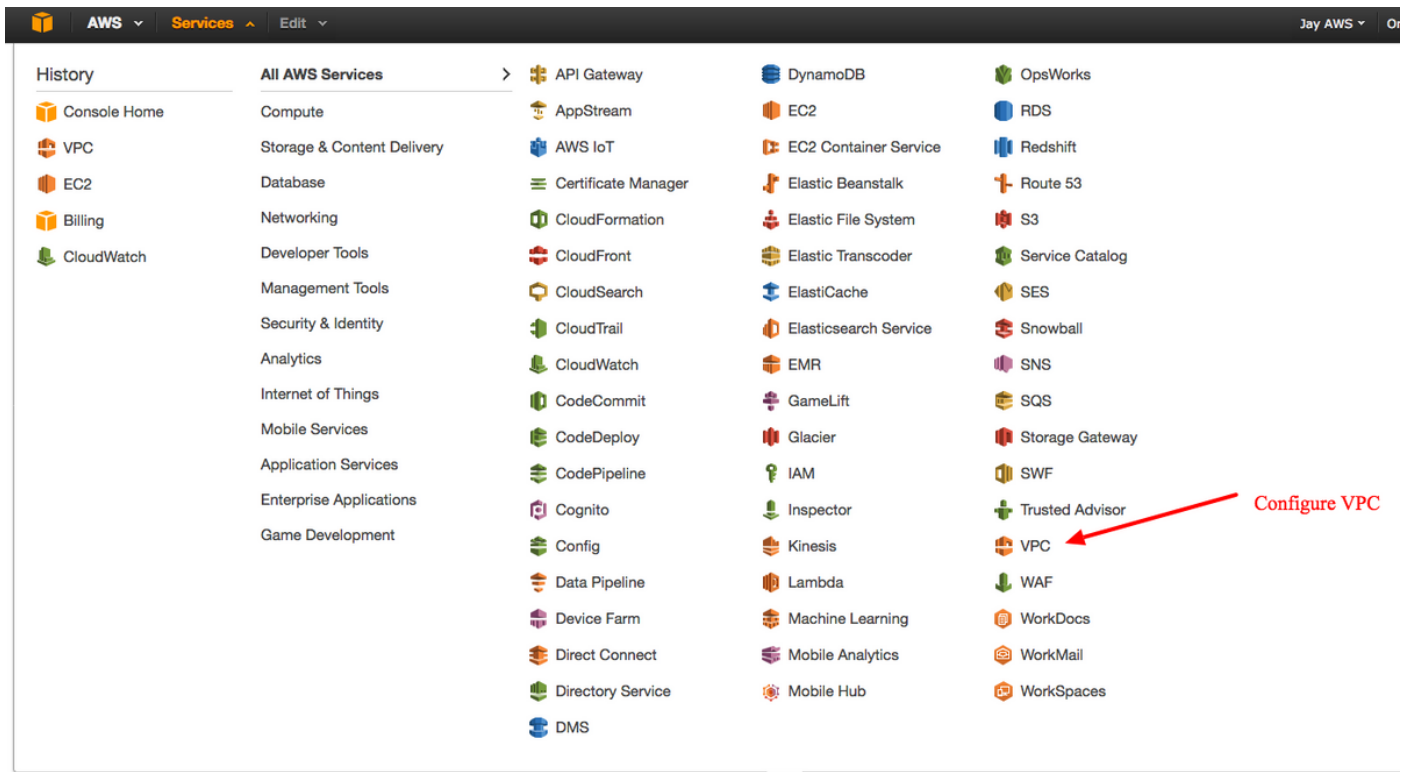 AWS Services Edit Jay AWS Or
History
Console Home
VPC
EC2
Billing
CloudWatch
All AWS Services
Compute
Storage & Content Delivery
Database
Networking
Developer Tools
Management Tools
Security & Identity
Analytics
Internet of Things
Mobile Services
Application Services
Enterprise Applications
Game Development
API Gateway
AppStream
AWS IoT
Certificate Manager
CloudFormation
CloudFront
CloudSearch
CloudTrail
CloudWatch
CodeCommit
CodeDeploy
CodePipeline
Cognito
Config
Data Pipeline
Device Farm
Direct Connect
Directory Service
DMS
DynamoDB
EC2
EC2 Container Service
Elastic Beanstalk
Elastic File System
Elastic Transcoder
ElastiCache
Elasticsearch Service
EMR
GameLift
Glacier
IAM
Inspector
Kinesis
Lambda
Machine Learning
Mobile Analytics
Mobile Hub
OpsWorks
RDS
Redshift
Route 53
S3
Service Catalog
SES
Snowball
SNS
SQS
Storage Gateway
SWF
Trusted Advisor
VPC
WAF
WorkDocs
WorkMail
WorkSpaces
Configure VPC